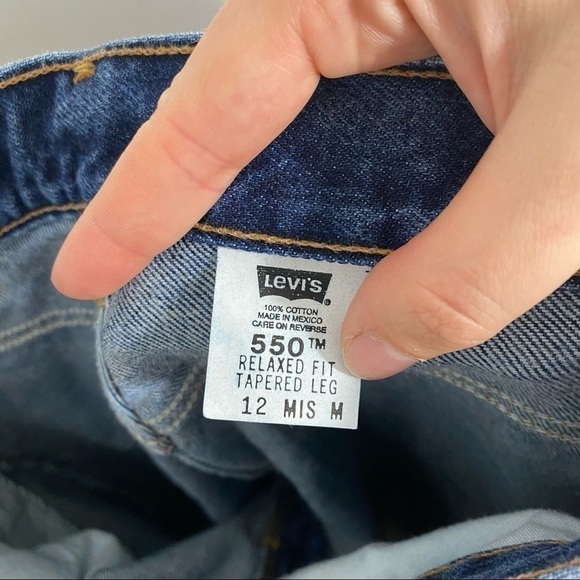 Levi's
®
100% COTTON
MADE IN MEXICO
CARE ON REVERSE
550™
RELAXED FIT
TAPERED LEG
12 MIS M